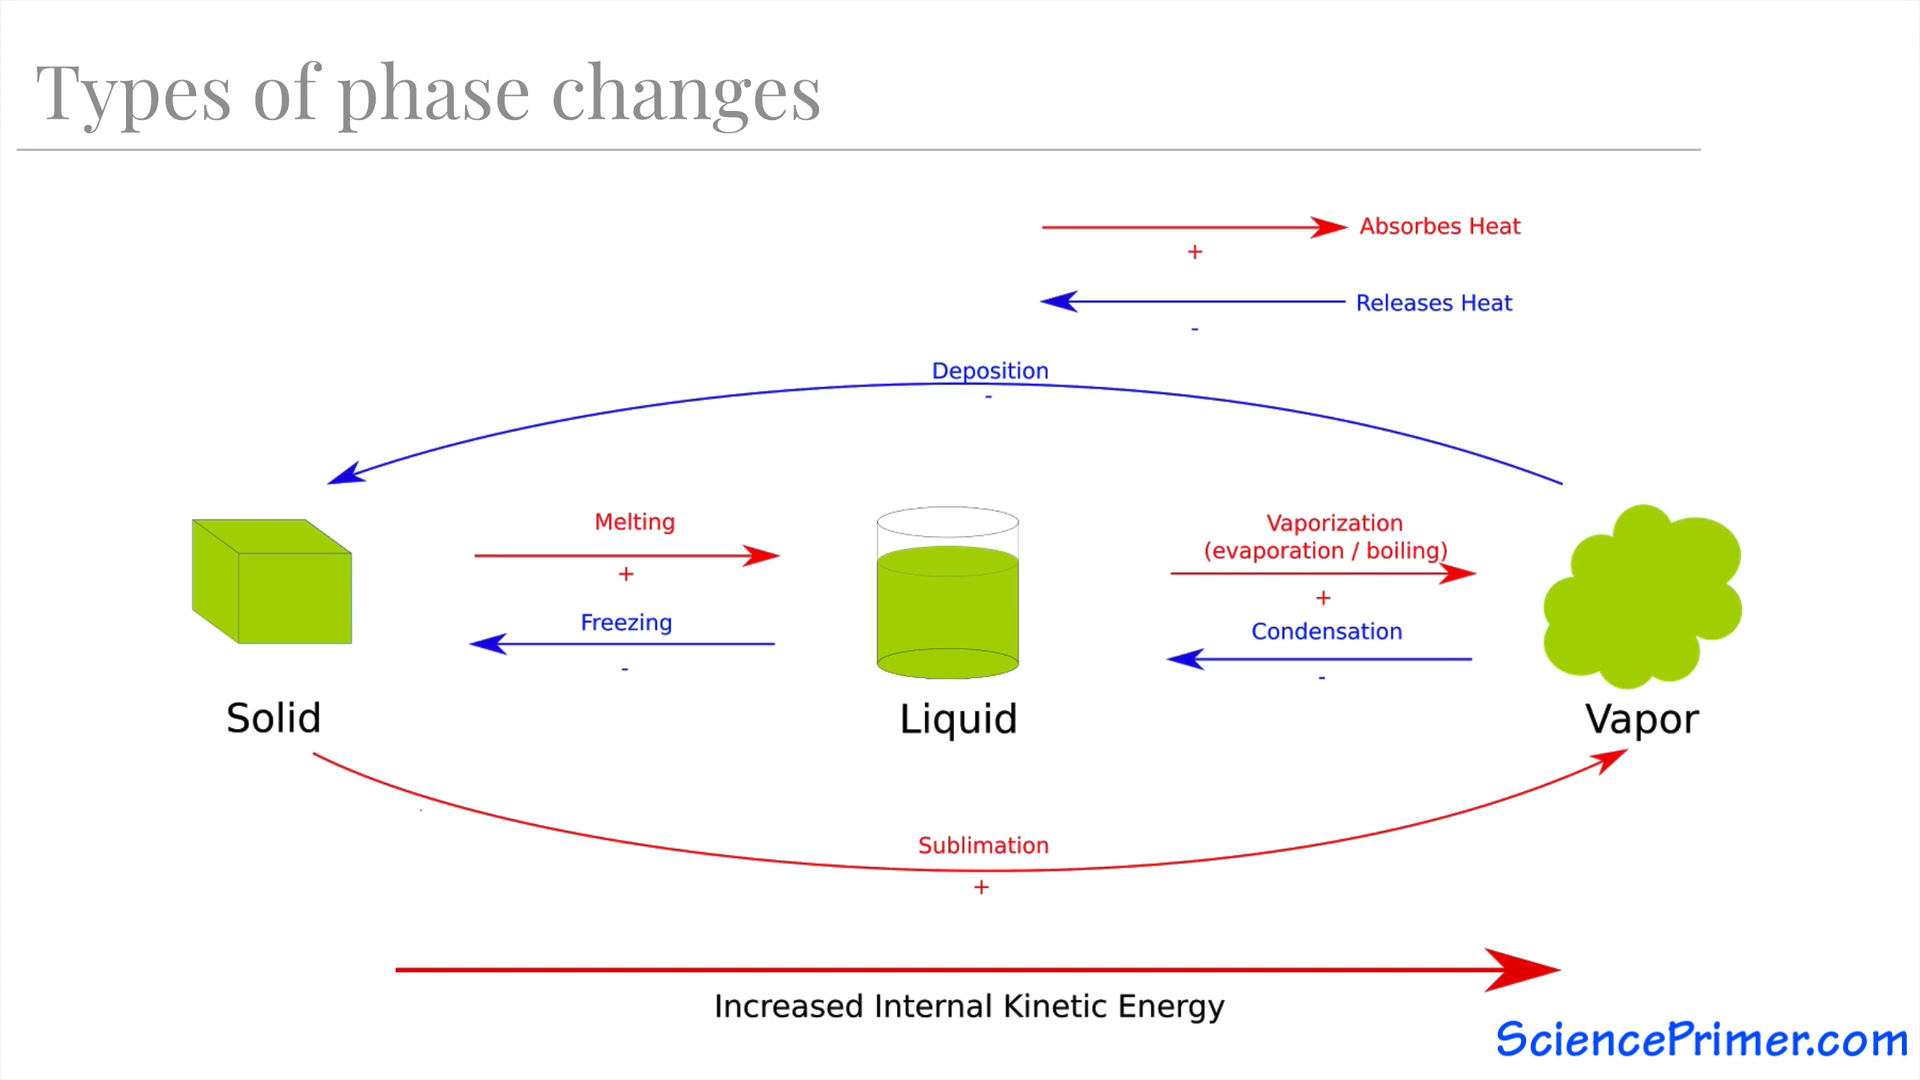 Types of phase changes
Absorbes Heat
+
Releases Heat
-
Deposition
-
Melting
+
Freezing
-
Vaporization
(evaporation / boiling)
+
Condensation
-
Solid
Liquid
Vapor
Sublimation
+
Increased Internal Kinetic Energy
SciencePrimer.com